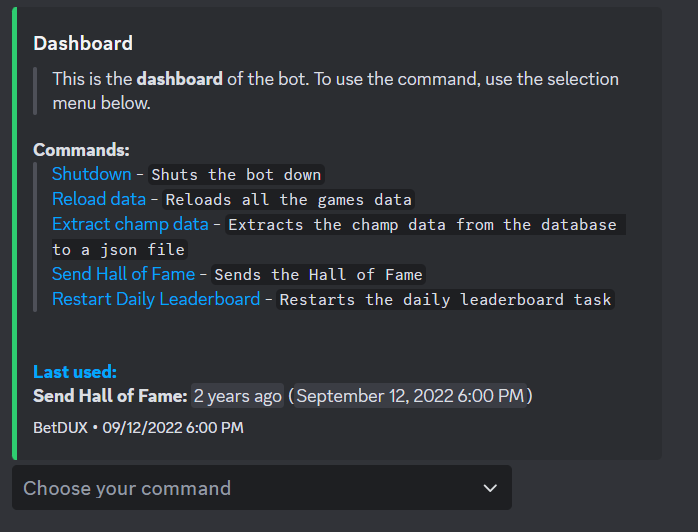 Dashboard
This is the dashboard of the bot. To use the command, use the selection
menu below.
Commands:
Shutdown - Shuts the bot down
Reload data - Reloads all the games data
Extract champ data - Extracts the champ data from the database
to a json file
Send Hall of Fame - Sends the Hall of Fame
Restart Daily Leaderboard - Restarts the daily leaderboard task
Last used:
Send Hall of Fame: 2 years ago (September 12, 2022 6:00 PM)
BetDUX • 09/12/2022 6:00 PM
Choose your command